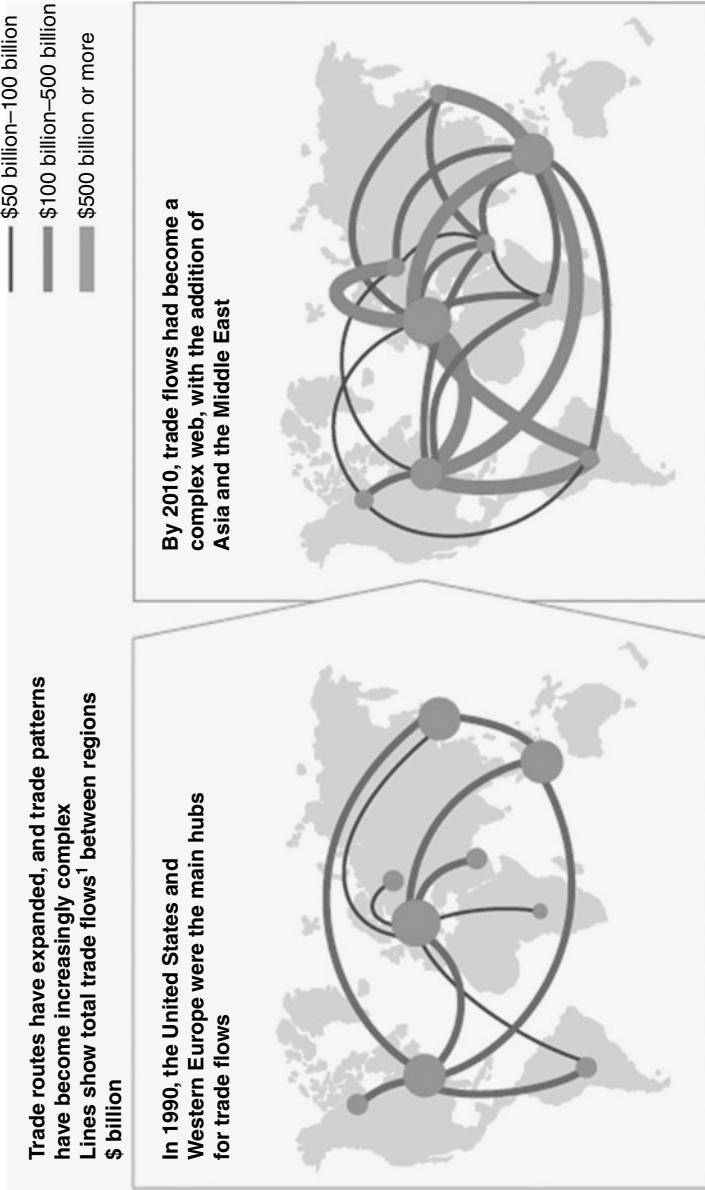 Trade routes have expanded, and trade patterns
have become increasingly complex
Lines show total trade flows¹ between regions
$ billion
$50 billion–100 billion
$100 billion–500 billion
$500 billion or more
In 1990, the United States and
Western Europe were the main hubs
for trade flows
By 2010, trade flows had become a
complex web, with the addition of
Asia and the Middle East